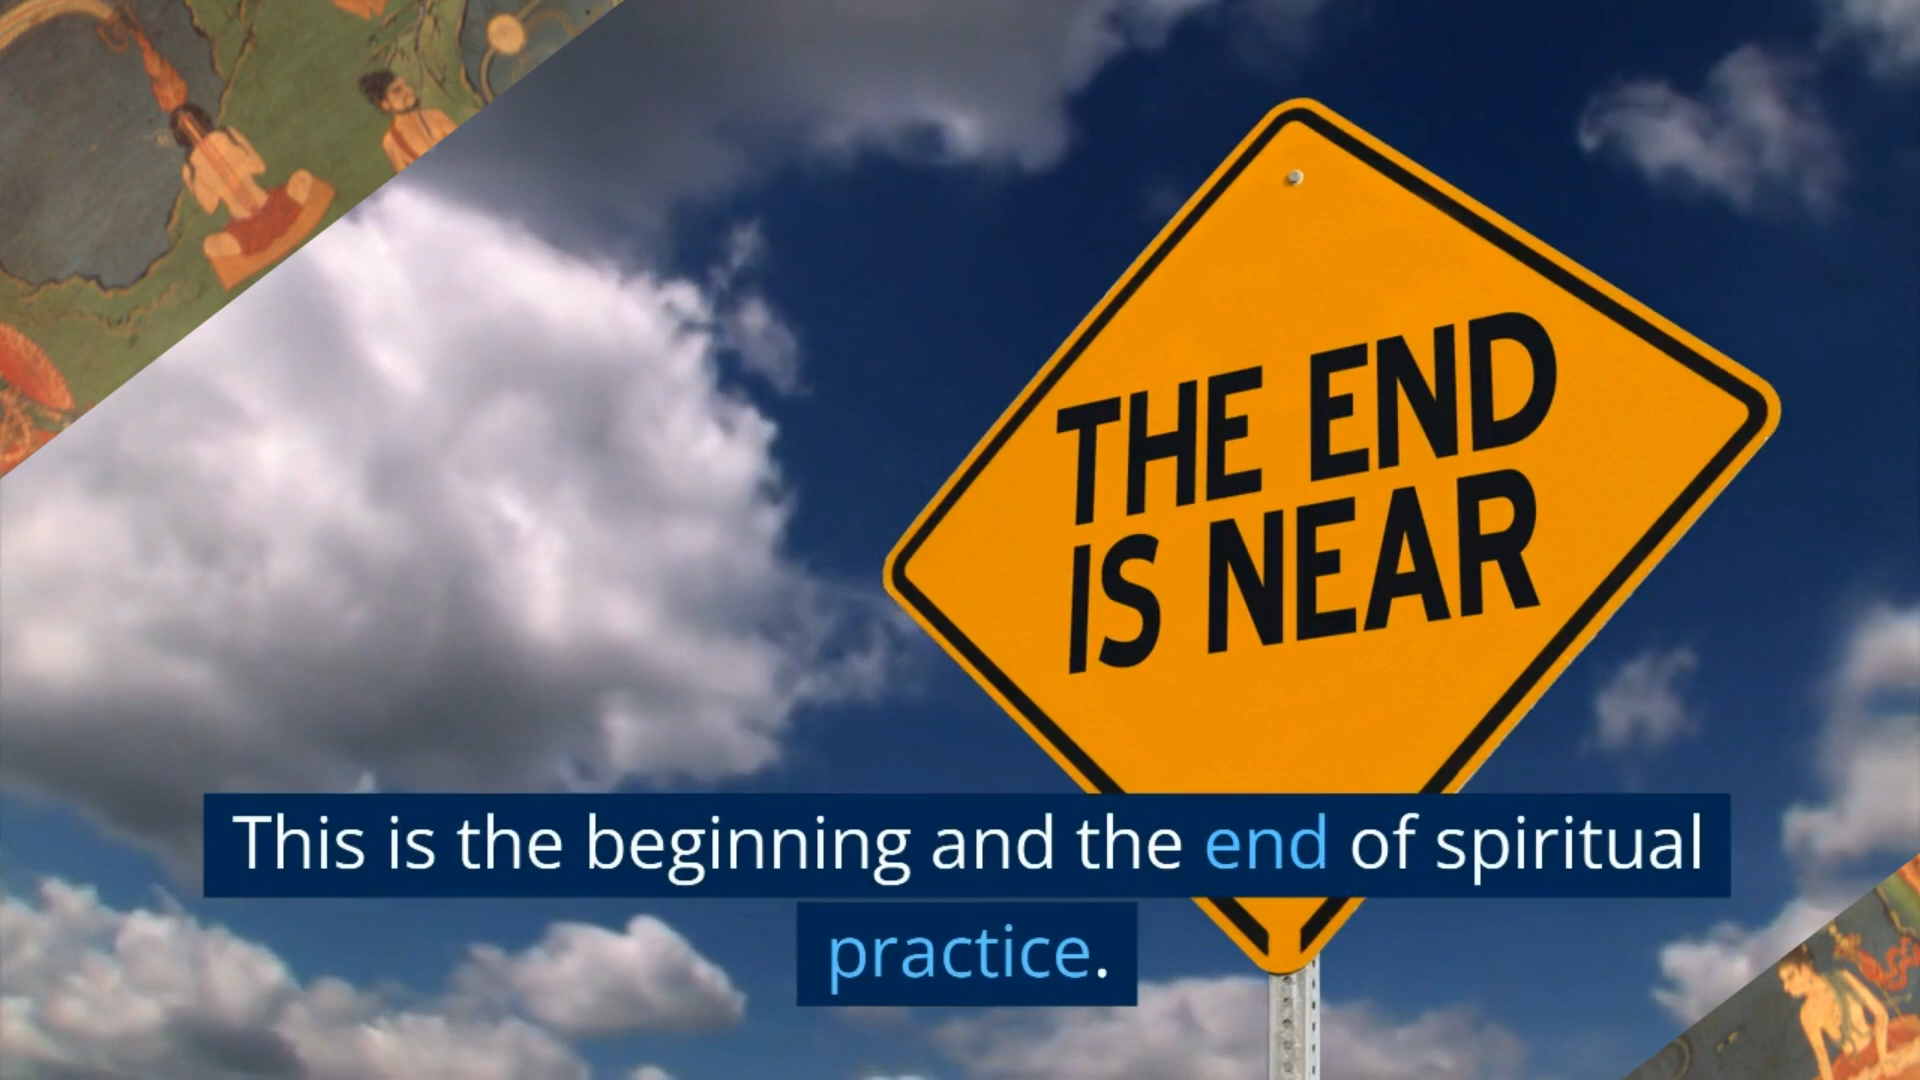 THE END
IS NEAR
This is the beginning and the end of spiritual
practice.